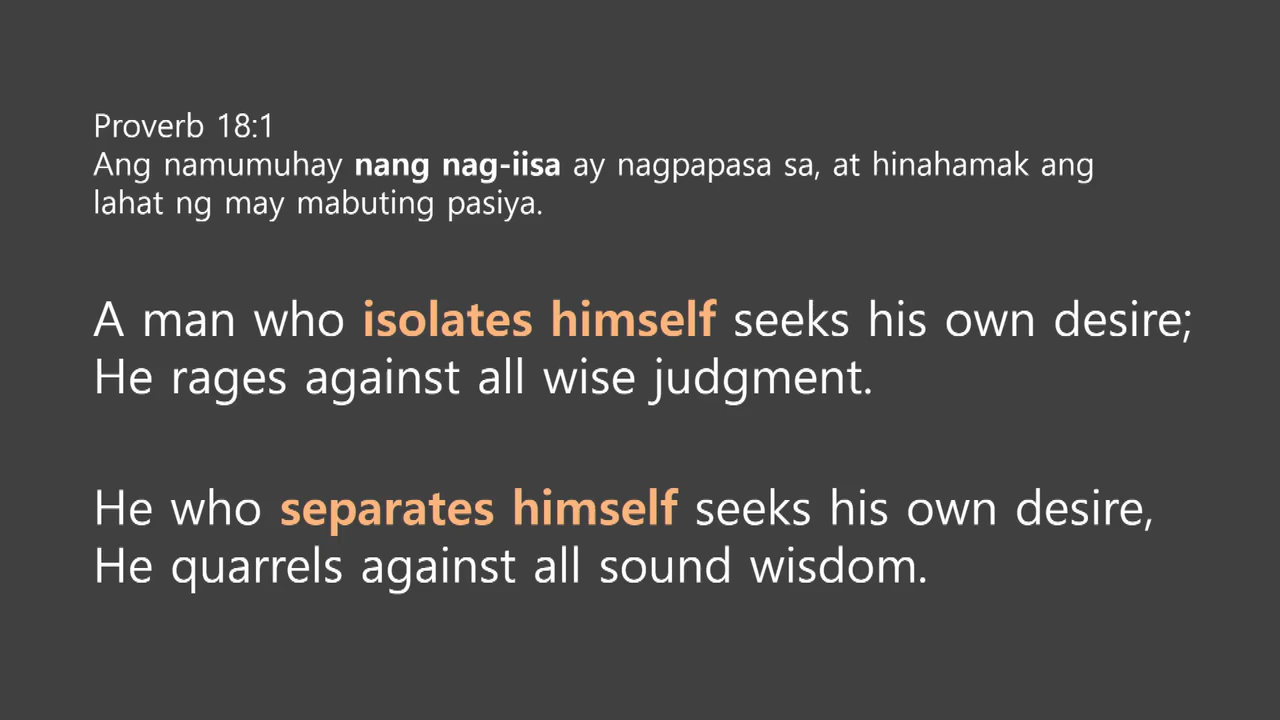 Proverb 18:1
Ang namumuhay nang nag-iisa ay nagpapasa sa, at hinahamak ang
lahat ng may mabuting pasiya.
A man who isolates himself seeks his own desire;
He rages against all wise judgment.
He who separates himself seeks his own desire,
He quarrels against all sound wisdom.